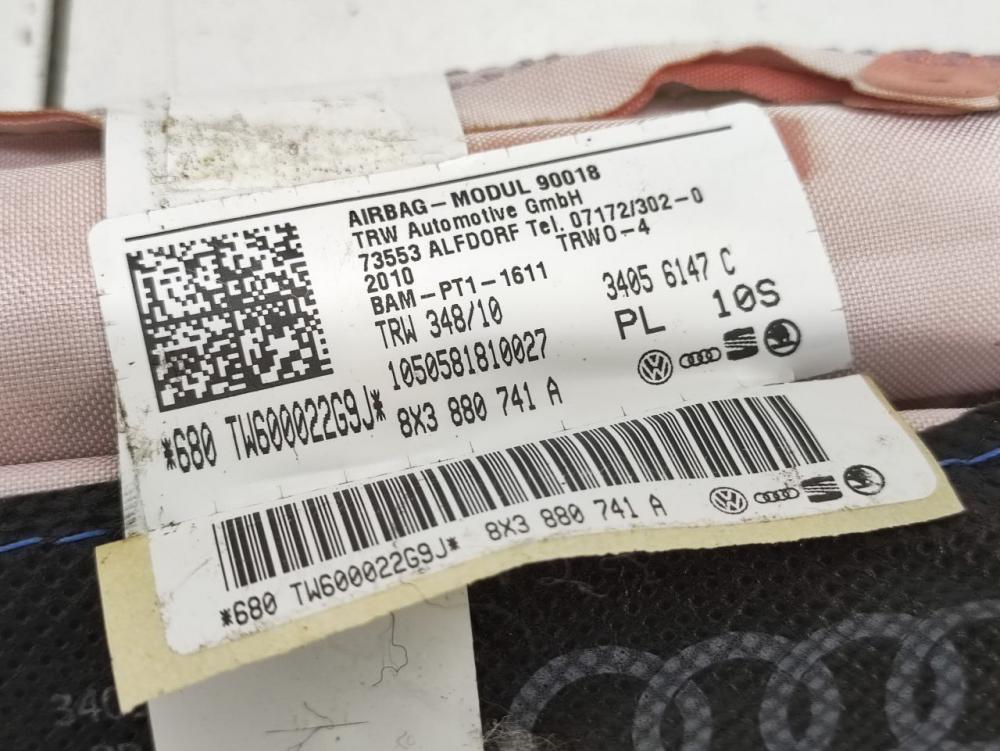 AIRBAG-MODUL 90018
TRW Automotive GmbH
73553 ALFDORF Tel. 07172/302-0
2010 TRWO-4
BAM-PT1-1611
TRW 348/10 3405 6147 C
1050581810027 PL 10S
*680 TW600022G9J* 8X3 880 741 A
*680 TW600022G9J* 8X3 880 741 A